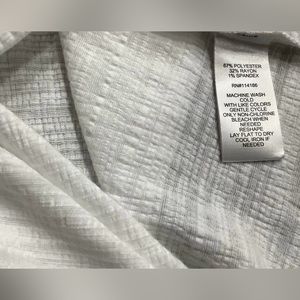 67% POLYESTER
32% RAYON
1% SPANDEX
RN#114166
MACHINE WASH
COLD
WITH LIKE COLORS
GENTLE CYCLE
ONLY NON-CHLORINE
BLEACH WHEN
NEEDED
RESHAPE
LAY FLAT TO DRY
COOL IRON IF
NEEDED